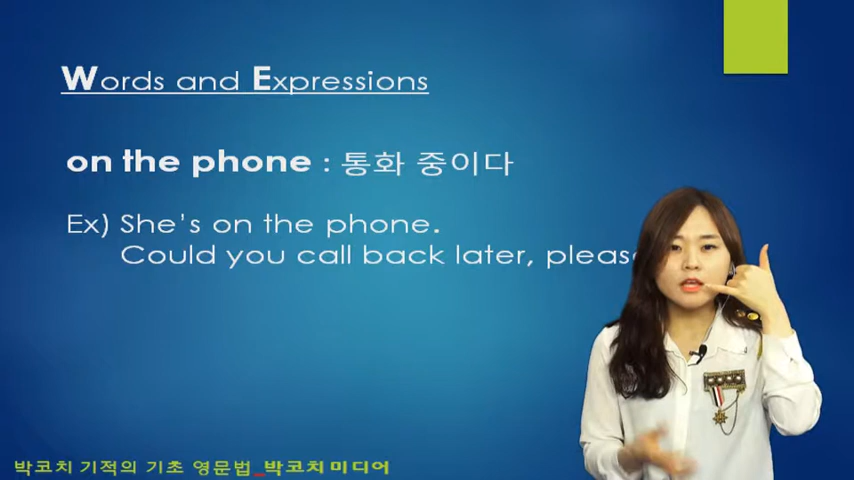 Words and Expressions
on the phone : 통화 중이다
Ex) She's on the phone.
Could you call back later, pleas
박코치 기적의 기초 영문법_박코치미디어